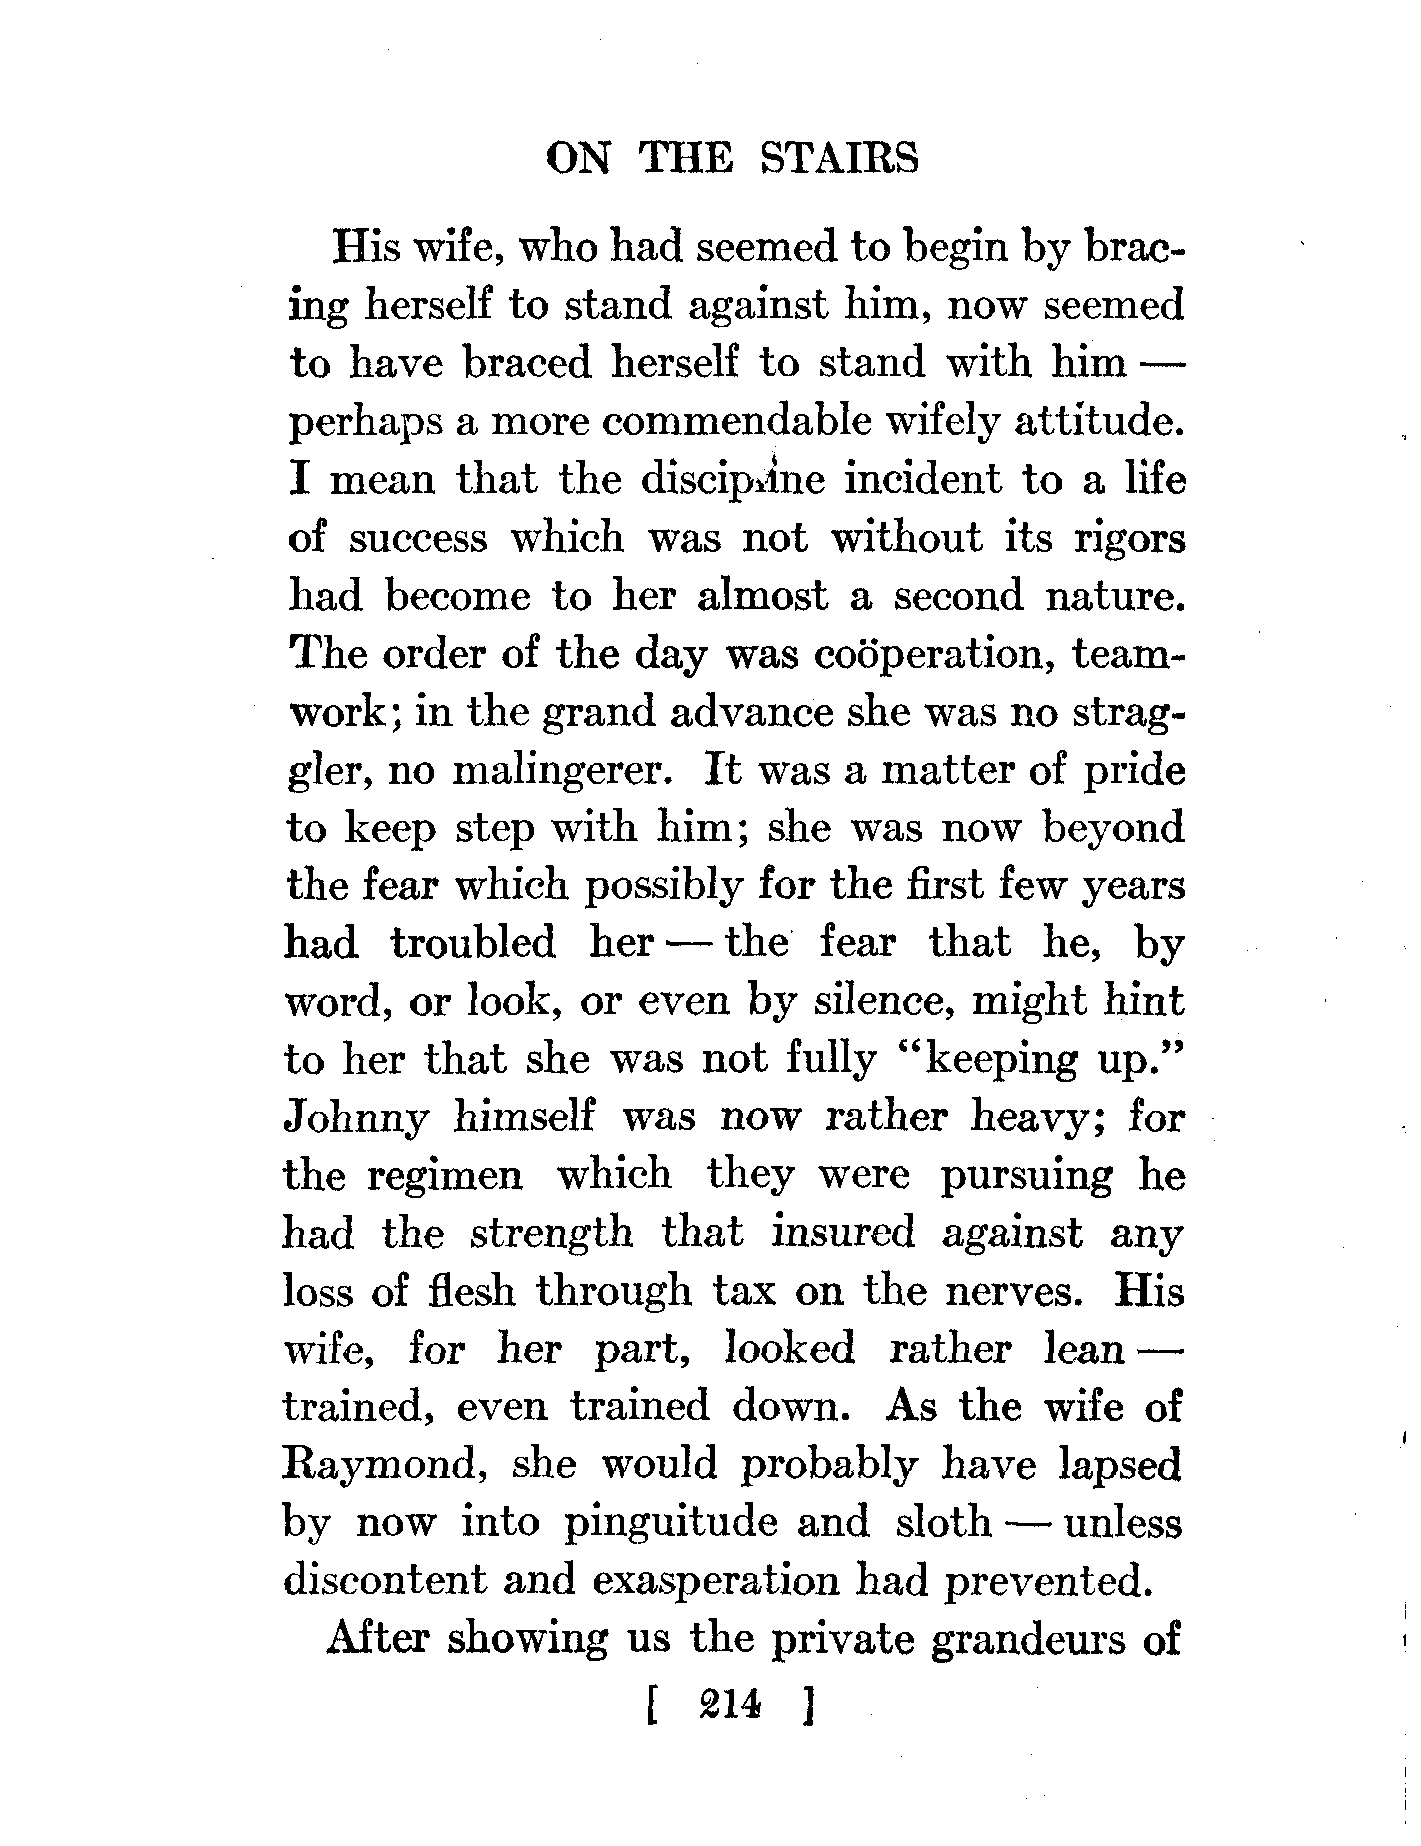 ON THE STAIRS
His wife, who had seemed to begin by brac-
ing herself to stand against him, now seemed
to have braced herself to stand with him —
perhaps a more commendable wifely attitude.
I mean that the discipline incident to a life
of success which was not without its rigors
had become to her almost a second nature.
The order of the day was coöperation, team-
work; in the grand advance she was no strag-
gler, no malingerer. It was a matter of pride
to keep step with him; she was now beyond
the fear which possibly for the first few years
had troubled her — the fear that he, by
word, or look, or even by silence, might hint
to her that she was not fully “keeping up.”
Johnny himself was now rather heavy; for
the regimen which they were pursuing he
had the strength that insured against any
loss of flesh through tax on the nerves. His
wife, for her part, looked rather lean —
trained, even trained down. As the wife of
Raymond, she would probably have lapsed
by now into pinguitude and sloth — unless
discontent and exasperation had prevented.
After showing us the private grandeurs of
[ 214 ]